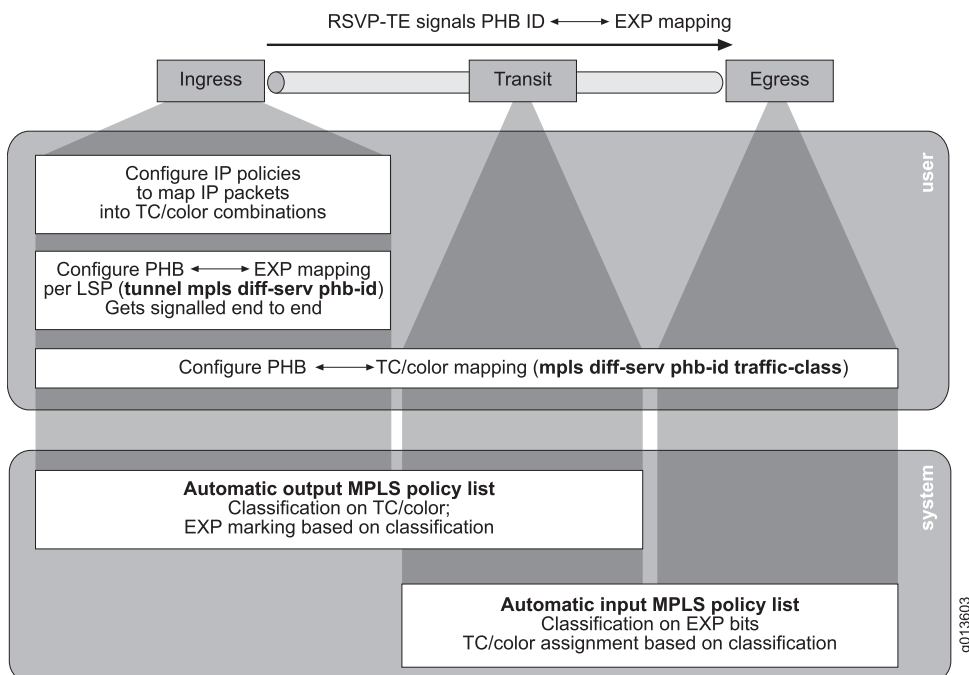 RSVP-TE signals PHB ID ⟷ EXP mapping
Ingress
Transit
Egress
user
Configure IP policies
to map IP packets
into TC/color combinations
Configure PHB ⟷ EXP mapping
per LSP (tunnel mpls diff-serv phb-id)
Gets signalled end to end
Configure PHB ⟷ TC/color mapping (mpls diff-serv phb-id traffic-class)
system
Automatic output MPLS policy list
Classification on TC/color;
EXP marking based on classification
Automatic input MPLS policy list
Classification on EXP bits
TC/color assignment based on classification
g013603